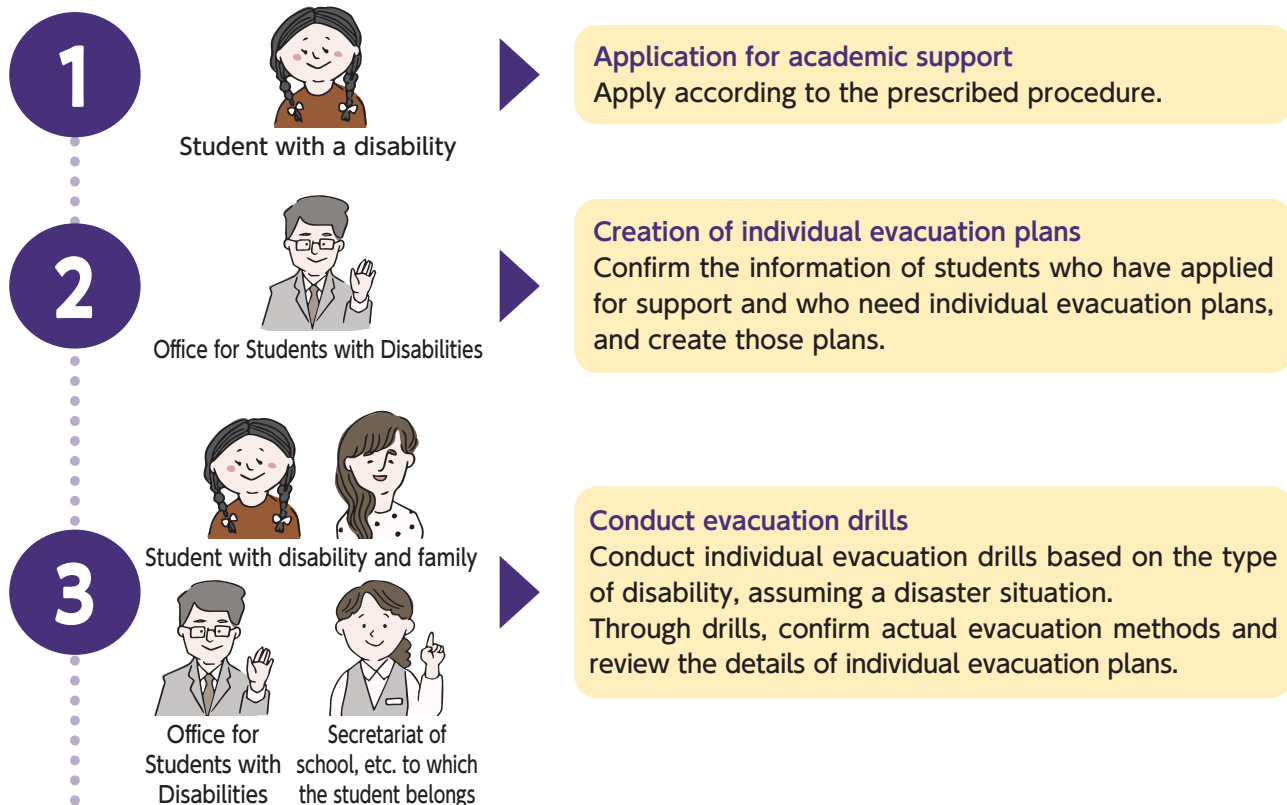 1
Student with a disability
Application for academic support
Apply according to the prescribed procedure.
2
Office for Students with Disabilities
Creation of individual evacuation plans
Confirm the information of students who have applied
for support and who need individual evacuation plans,
and create those plans.
3
Student with disability and family
Office for
Students with
Disabilities
Secretariat of
school, etc. to which
the student belongs
Conduct evacuation drills
Conduct individual evacuation drills based on the type
of disability, assuming a disaster situation.
Through drills, confirm actual evacuation methods and
review the details of individual evacuation plans.